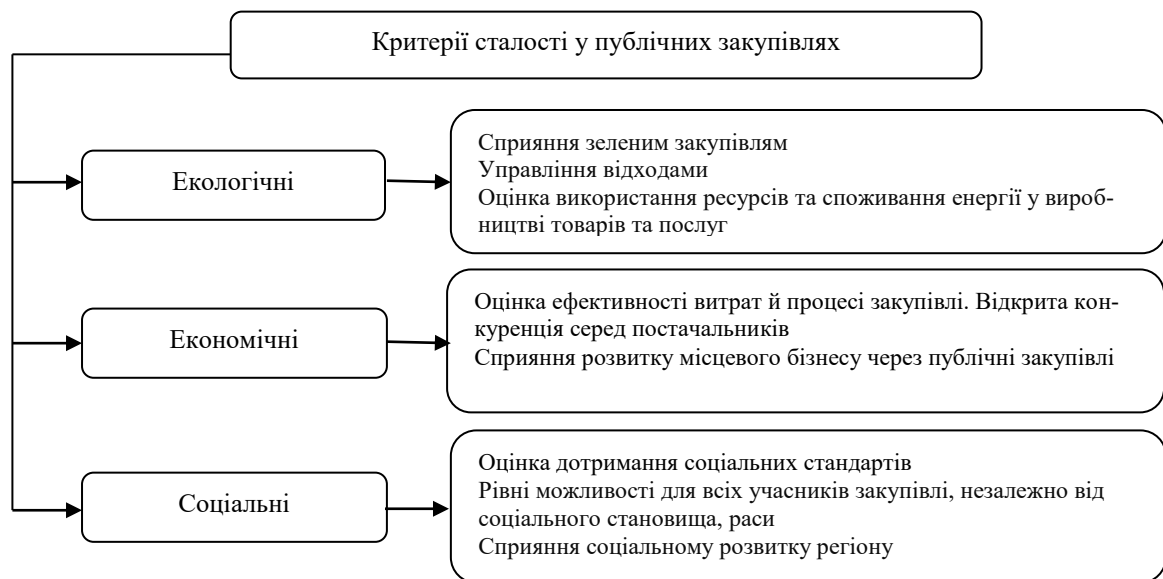 Критерії сталості у публічних закупівлях
Екологічні
Сприяння зеленим закупівлям
Управління відходами
Оцінка використання ресурсів та споживання енергії у вироб-
ництві товарів та послуг
Економічні
Оцінка ефективності витрат й процесі закупівлі. Відкрита кон-
куренція серед постачальників
Сприяння розвитку місцевого бізнесу через публічні закупівлі
Соціальні
Оцінка дотримання соціальних стандартів
Рівні можливості для всіх учасників закупівлі, незалежно від
соціального становища, раси
Сприяння соціальному розвитку регіону